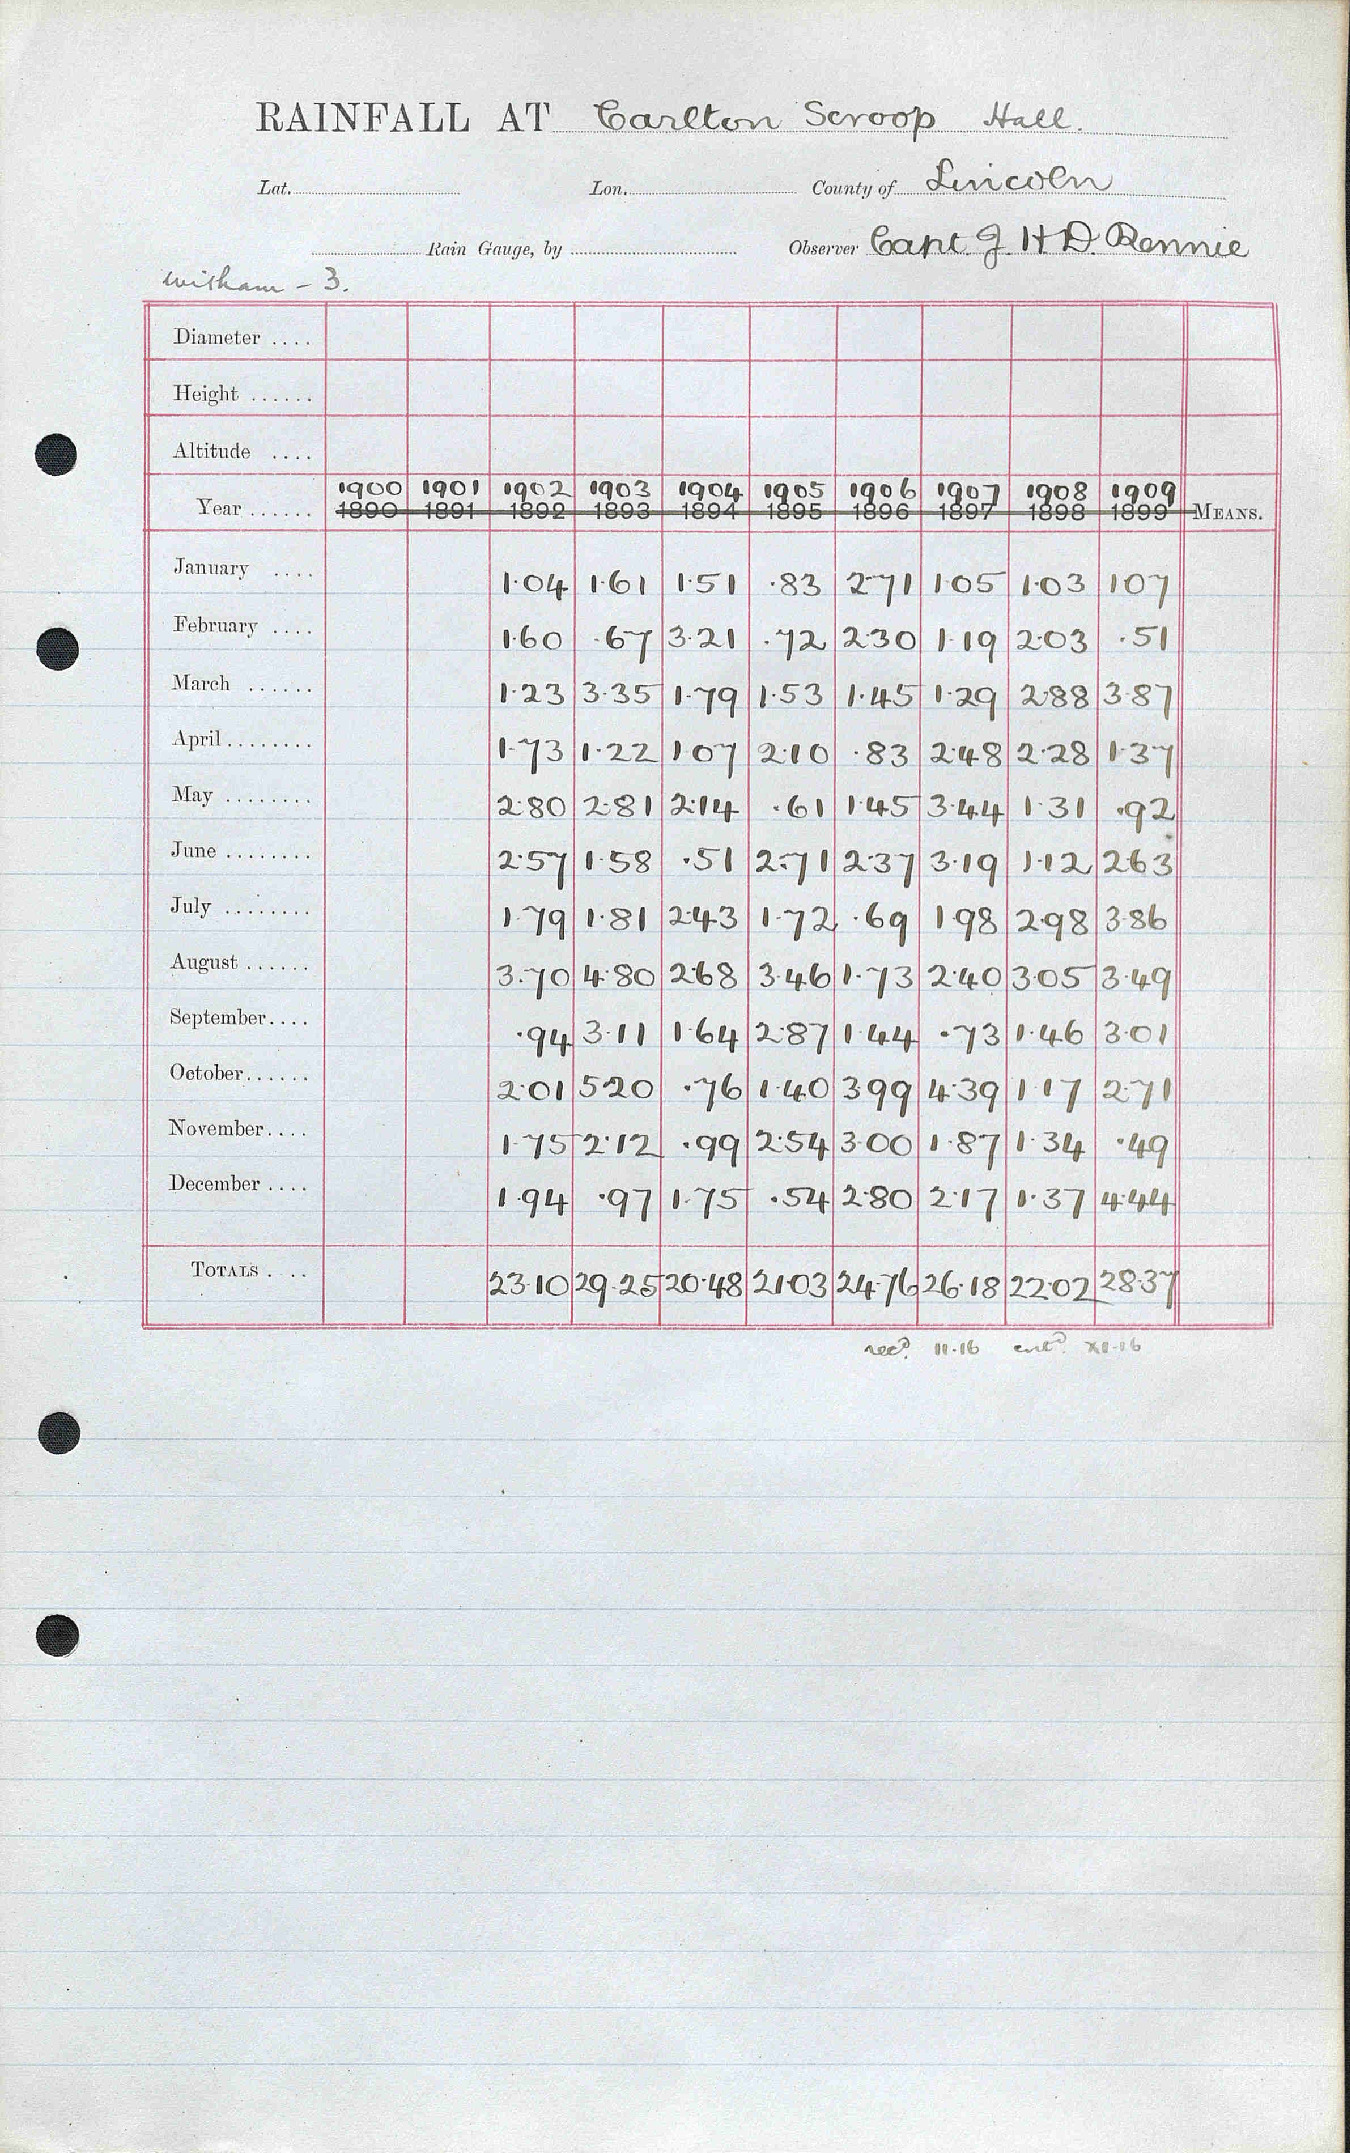 RAINFALL AT Carlton Scroop Hall.
Lat. Lon. County of Lincoln
Rain Gauge, by Observer Capt. J. H. D. Rennie
Witham - 3.
Diameter ....
Height ......
Altitude ....
1900 1901 1902 1903 1904 1905 1906 1907 1908 1909
Year ...... 1890 1891 1892 1893 1894 1895 1896 1897 1898 1899 MEANS.
January .... 1.04 1.61 1.51 .83 2.71 1.05 1.03 1.07
February .... 1.60 .67 3.21 .72 2.30 1.19 2.03 .51
March ...... 1.23 3.35 1.79 1.53 1.45 1.29 2.88 3.87
April ........ 1.73 1.22 1.07 2.10 .83 2.48 2.28 1.37
May ........ 2.80 2.81 2.14 .61 1.45 3.44 1.31 .92
June ........ 2.57 1.58 .51 2.71 2.37 3.19 1.12 2.63
July ........ 1.79 1.81 2.43 1.72 .69 1.98 2.98 3.86
August ...... 3.70 4.80 2.68 3.46 1.73 2.40 3.05 3.49
September .... .94 3.11 1.64 2.87 1.44 .73 1.46 3.01
October ...... 2.01 5.20 .76 1.40 3.99 4.39 1.17 2.71
November .... 1.75 2.12 .99 2.54 3.00 1.87 1.34 .49
December .... 1.94 .97 1.75 .54 2.80 2.17 1.37 4.44
TOTALS .... 23.10 29.25 20.48 21.03 24.76 26.18 22.02 28.37
recd. 11.16 entd. XI.16